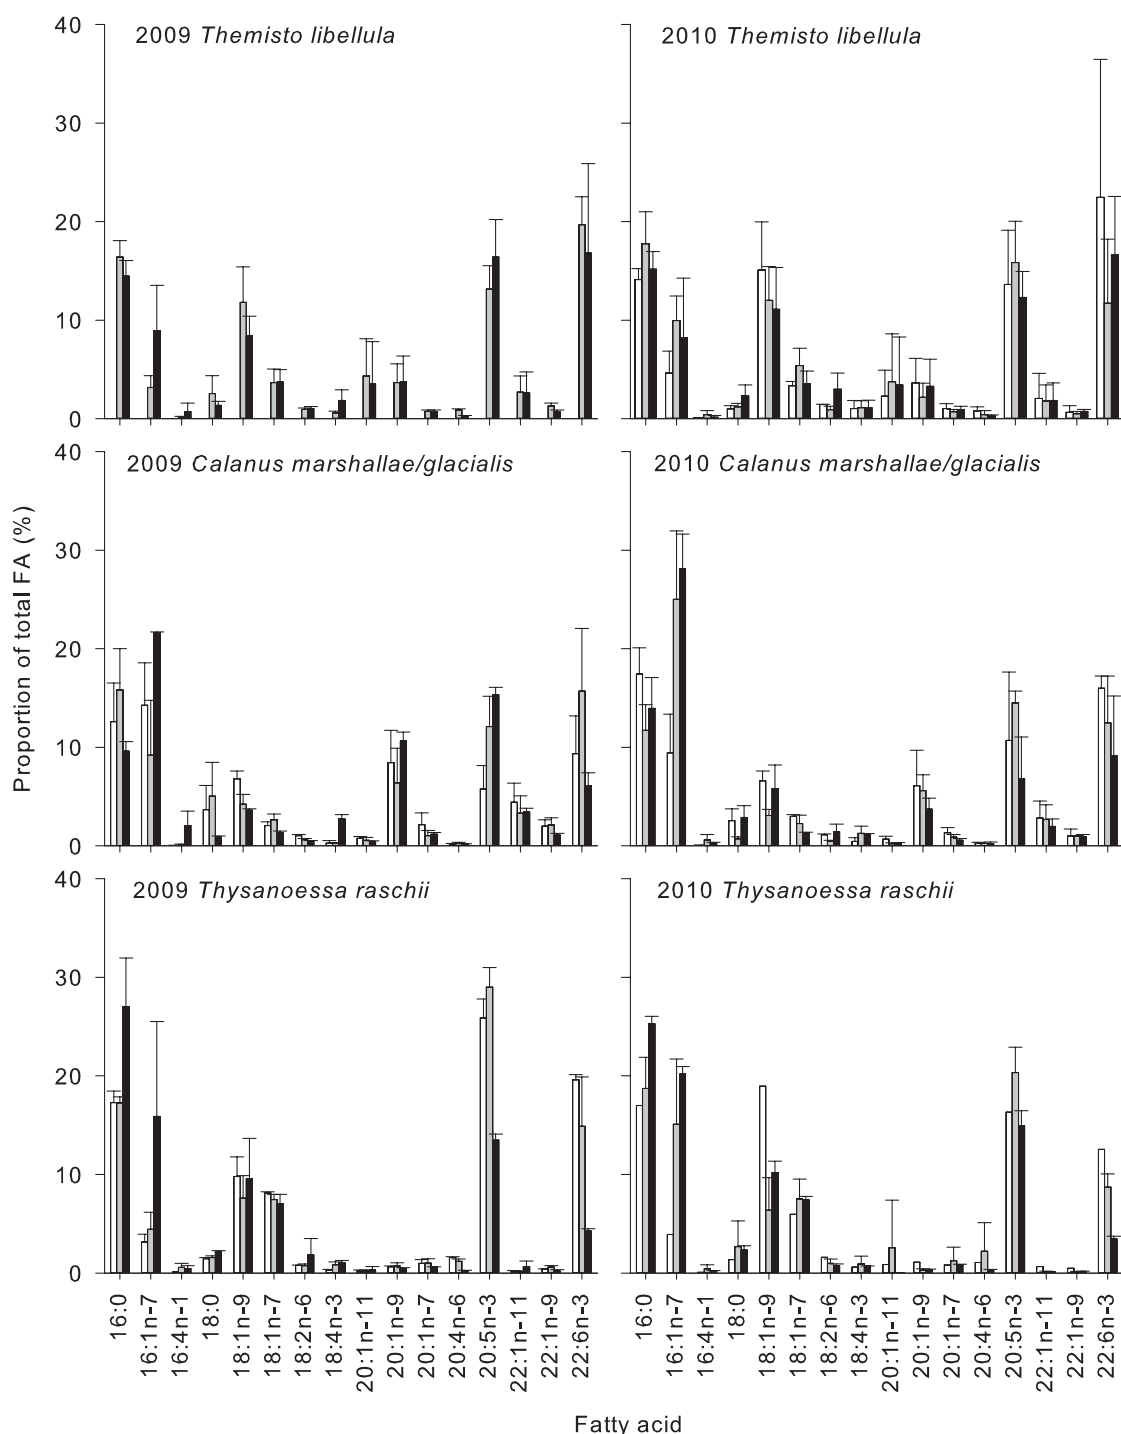 2009 Themisto libellula
2010 Themisto libellula
40
30
20
10
0
2009 Calanus marshallae/glacialis
2010 Calanus marshallae/glacialis
40
30
20
10
0
Proportion of total FA (%)
2009 Thysanoessa raschii
2010 Thysanoessa raschii
40
30
20
10
0
16:0
16:1n-7
16:4n-1
18:0
18:1n-9
18:1n-7
18:2n-6
18:4n-3
20:1n-11
20:1n-9
20:1n-7
20:4n-6
20:5n-3
22:1n-11
22:1n-9
22:6n-3
16:0
16:1n-7
16:4n-1
18:0
18:1n-9
18:1n-7
18:2n-6
18:4n-3
20:1n-11
20:1n-9
20:1n-7
20:4n-6
20:5n-3
22:1n-11
22:1n-9
22:6n-3
Fatty acid